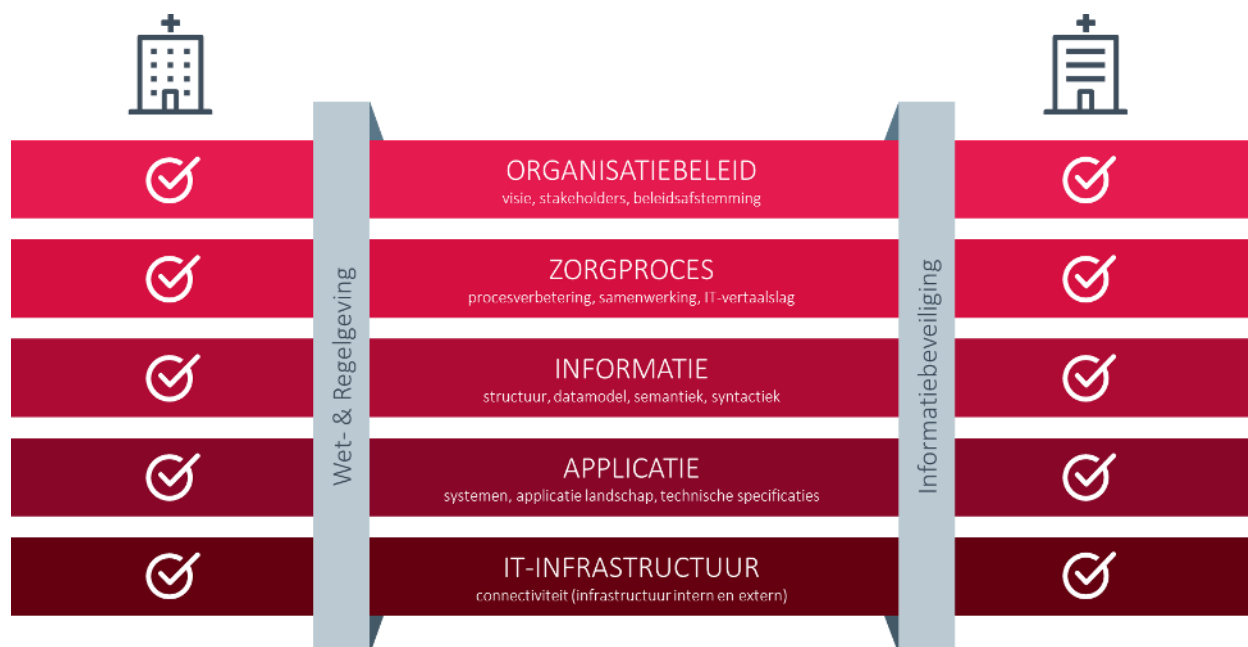 ORGANISATIEBELEID
visie, stakeholders, beleidsafstemming
ZORGPROCES
procesverbetering, samenwerking, IT-vertaalslag
INFORMATIE
structuur, datamodel, semantiek, syntactiek
APPLICATIE
systemen, applicatie landschap, technische specificaties
IT-INFRASTRUCTUUR
connectiviteit (infrastructuur intern en extern)
Wet- & Regelgeving
Informatiebeveiliging